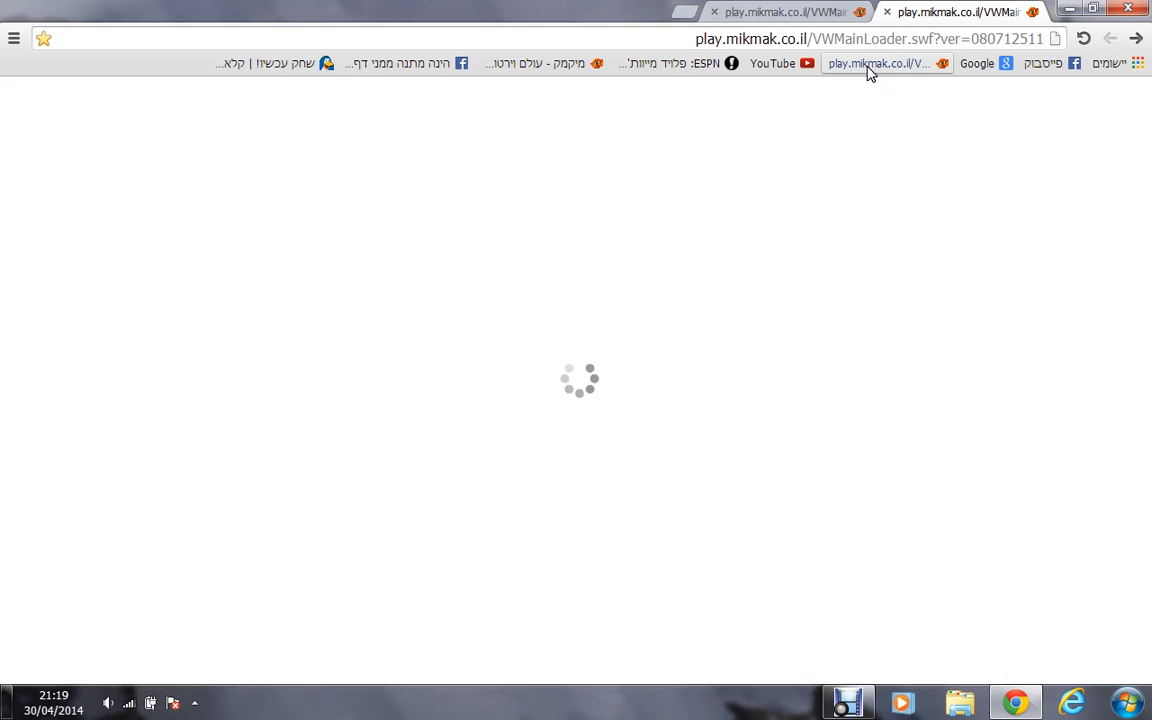 play.mikmak.co.il/VWMain
play.mikmak.co.il/VWMain
play.mikmak.co.il/VWMainLoader.swf?ver=080712511
יישומים
פייסבוק
Google
play.mikmak.co.il/V...
YouTube
ESPN: פלויד מייוות'...
מיקמק - עולם וירטו...
הינה מתנה ממני דף...
שחק עכשיו! | קלא...
21:19
30/04/2014